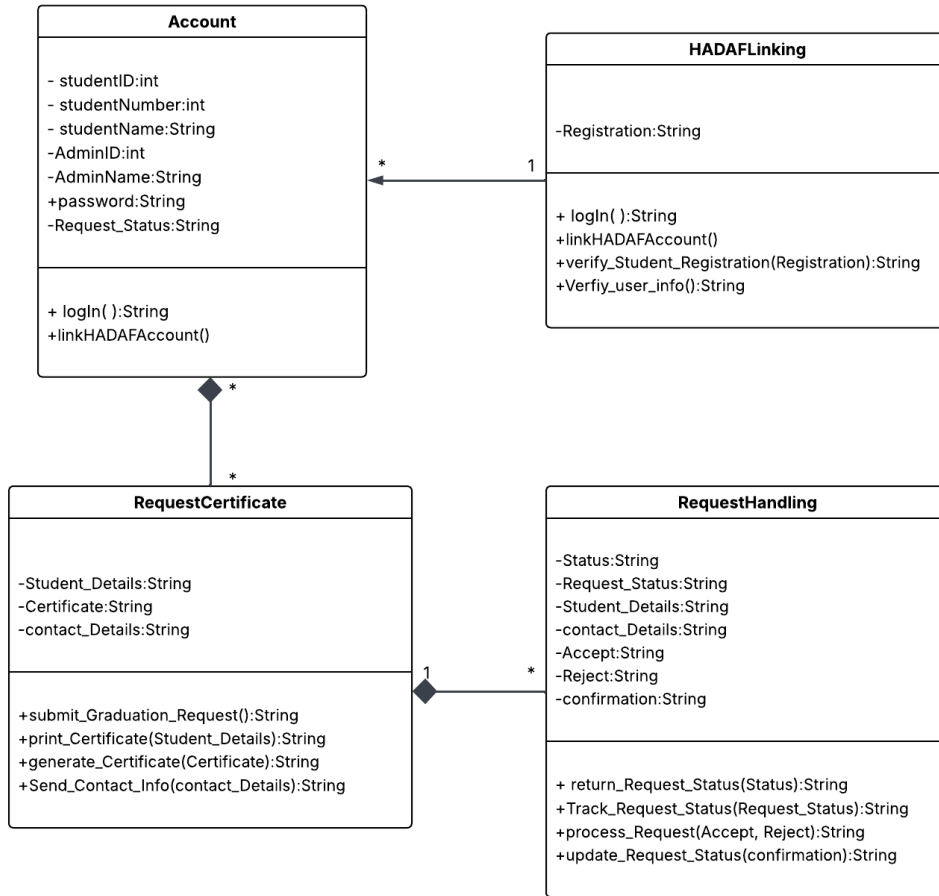 Account
- studentID:int
- studentNumber:int
- studentName:String
-AdminID:int
-AdminName:String
+password:String
-Request_Status:String
+ logIn( ):String
+linkHADAFAccount()
HADAFLinking
-Registration:String
+ logIn( ):String
+linkHADAFAccount()
+verify_Student_Registration(Registration):String
+Verfiy_user_info():String
*
1
*
*
RequestCertificate
-Student_Details:String
-Certificate:String
-contact_Details:String
+submit_Graduation_Request():String
+print_Certificate(Student_Details):String
+generate_Certificate(Certificate):String
+Send_Contact_Info(contact_Details):String
1
*
RequestHandling
-Status:String
-Request_Status:String
-Student_Details:String
-contact_Details:String
-Accept:String
-Reject:String
-confirmation:String
+ return_Request_Status(Status):String
+Track_Request_Status(Request_Status):String
+process_Request(Accept, Reject):String
+update_Request_Status(confirmation):String